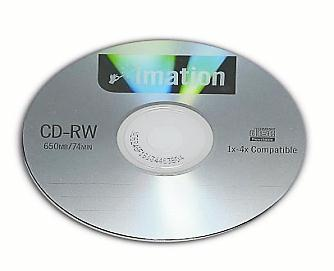 imation
CD-RW
650MB/74MIN
1x-4x Compatible